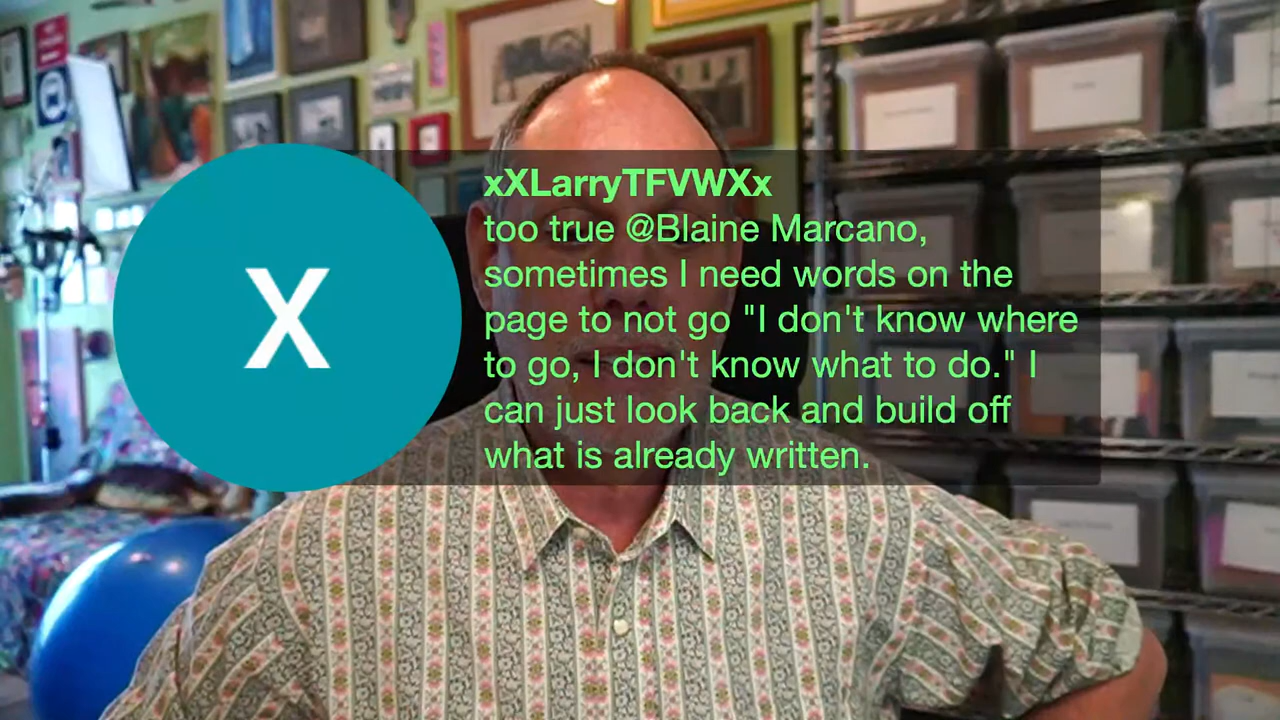 X
xXLarryTFVWXx
too true @Blaine Marcano,
sometimes I need words on the
page to not go "I don't know where
to go, I don't know what to do." I
can just look back and build off
what is already written.